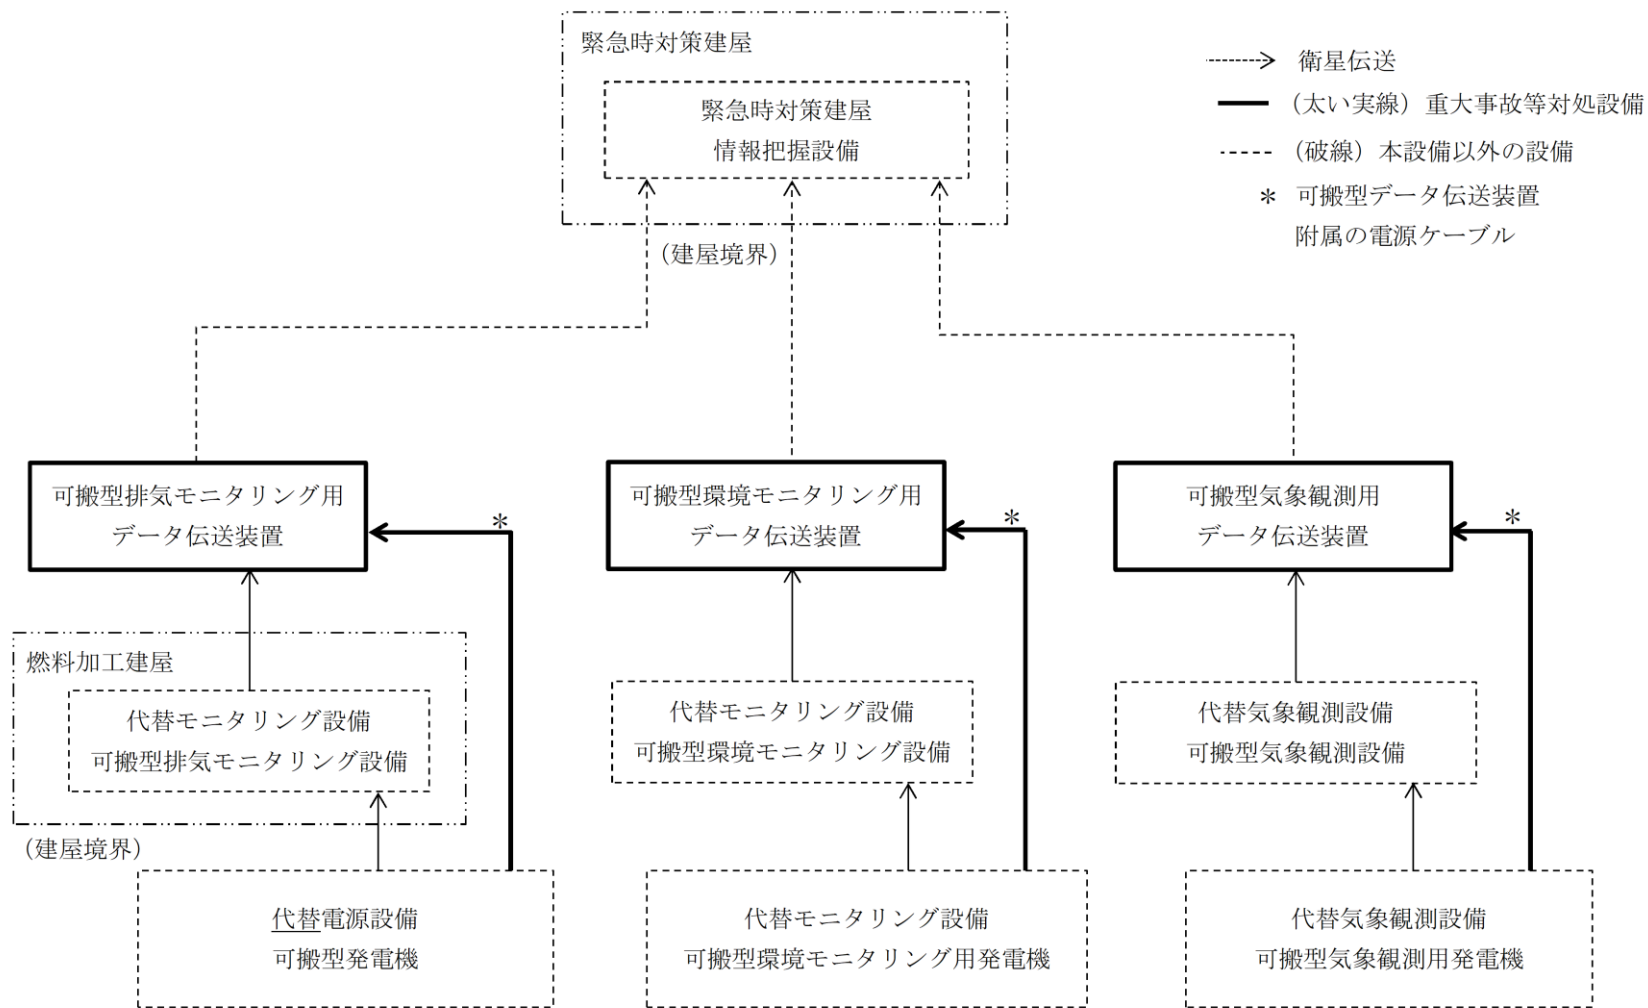 緊急時対策建屋
緊急時対策建屋
情報把握設備
(建屋境界)
衛星伝送
(太い実線)重大事故等対処設備
(破線)本設備以外の設備
* 可搬型データ伝送装置
附属の電源ケーブル
可搬型排気モニタリング用
データ伝送装置
*
可搬型環境モニタリング用
データ伝送装置
*
可搬型気象観測用
データ伝送装置
*
燃料加工建屋
代替モニタリング設備
可搬型排気モニタリング設備
(建屋境界)
代替モニタリング設備
可搬型環境モニタリング設備
代替気象観測設備
可搬型気象観測設備
代替電源設備
可搬型発電機
代替モニタリング設備
可搬型環境モニタリング用発電機
代替気象観測設備
可搬型気象観測用発電機